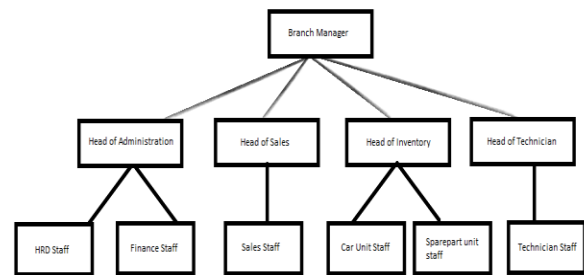 Branch Manager
Head of Administration
Head of Sales
Head of Inventory
Head of Technician
HRD Staff
Finance Staff
Sales Staff
Car Unit Staff
Sparepart unit
staff
Technician Staff